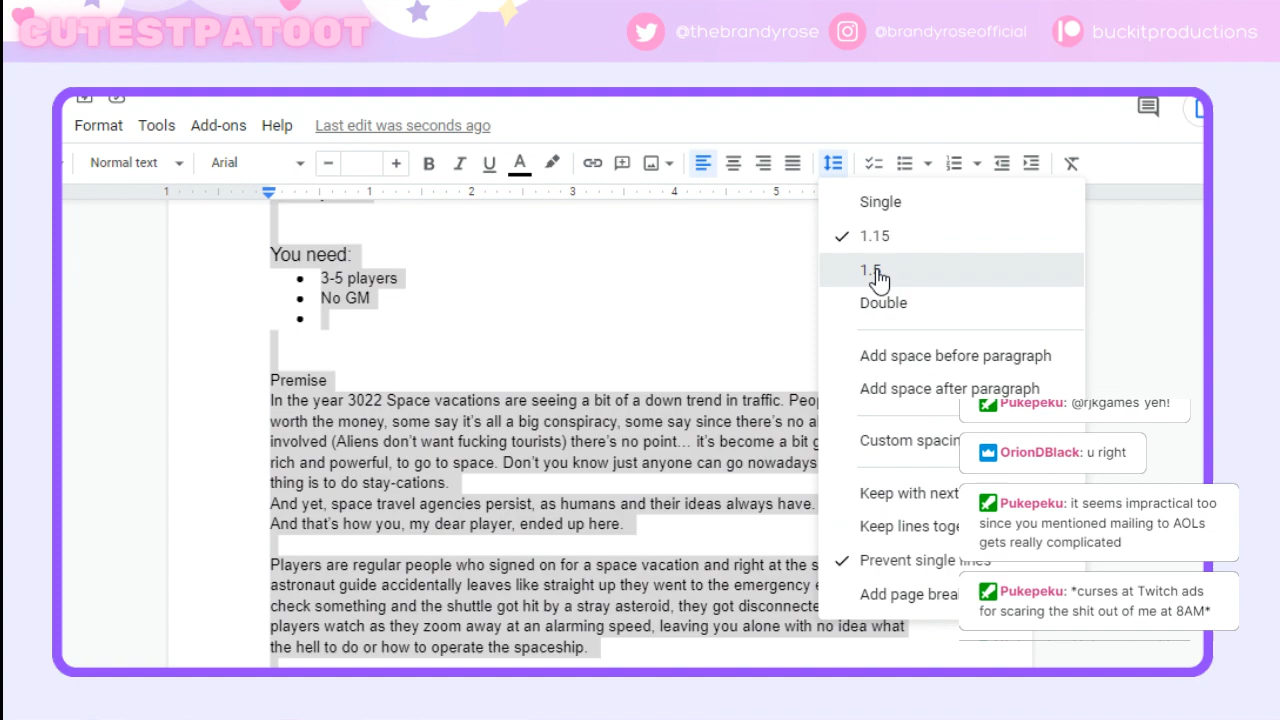 CUTESTPATOOT
@thebrandyrose
@brandyroseofficial
buckitproductions
Format Tools Add-ons Help Last edit was seconds ago
Normal text Arial B I U A
1 1 2 3 4 5
You need:
3-5 players
No GM
Premise
In the year 3022 Space vacations are seeing a bit of a down trend in traffic.
worth the money, some say it's all a big conspiracy, some say since there's no
involved (Aliens don't want fucking tourists) there's no point... it's become a bit
rich and powerful, to go to space. Don't you know just anyone can go nowadays
thing is to do stay-cations.
And yet, space travel agencies persist, as humans and their ideas always have.
And that's how you, my dear player, ended up here.
Players are regular people who signed on for a space vacation and right at the
astronaut guide accidentally leaves like straight up they went to the emergency
check something and the shuttle got hit by a stray asteroid, they got
players watch as they zoom away at an alarming speed, leaving you alone with no idea what
the hell to do or how to operate the spaceship.
Single
1.15
1.5
Double
Add space before paragraph
Add space after paragraph
Custom
Keep with next
Keep lines
Prevent single lines
Add page
Pukepeku: @rjkgames yeh!
OrionDBlack: u right
Pukepeku: it seems impractical too
since you mentioned mailing to AOLs
gets really complicated
Pukepeku: *curses at Twitch ads
for scaring the shit out of me at 8AM*